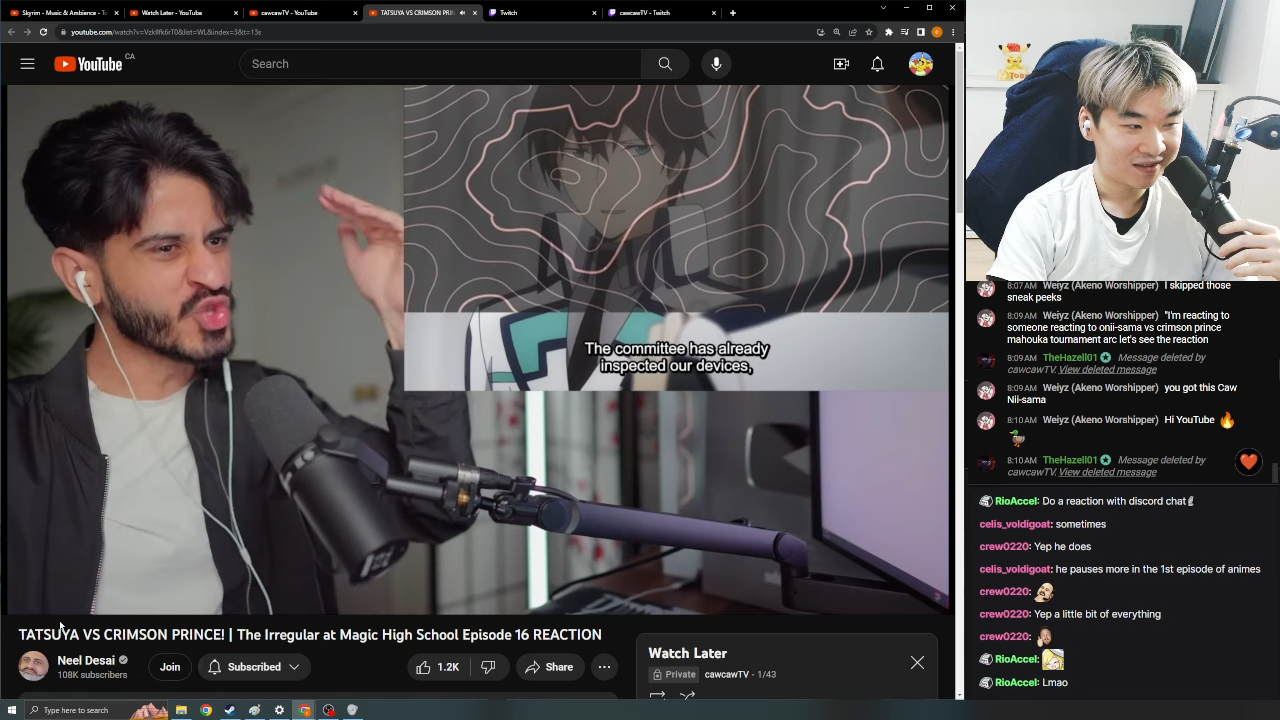 Skyrim - Music & Ambience - To
Watch Later - YouTube
cawcawTV - YouTube
TATSUYA VS CRIMSON PRIN
Twitch
cawcawTV - Twitch
youtube.com/watch?v=Vzkllfk6rT0&list=WL&index=3&t=13s
YouTube CA
Search
The committee has already
inspected our devices,
TATSUYA VS CRIMSON PRINCE! | The Irregular at Magic High School Episode 16 REACTION
Neel Desai
108K subscribers
Join
Subscribed
1.2K
Share
Watch Later
Private
cawcawTV - 1/43
Type here to search
8:07 AM Weiyz (Akeno Worshipper) I skipped those
sneak peeks
8:09 AM Weiyz (Akeno Worshipper) "I'm reacting to
someone reacting to onii-sama vs crimson prince
mahouka tournament arc let's see the reaction
8:09 AM TheHazell01 Message deleted by
cawcawTV. View deleted message
8:09 AM Weiyz (Akeno Worshipper) you got this Caw
Nii-sama
8:10 AM Weiyz (Akeno Worshipper) Hi YouTube
8:10 AM TheHazell01 Message deleted by
cawcawTV. View deleted message
RioAccel: Do a reaction with discord chat
celis_voldigoat: sometimes
crew0220: Yep he does
celis_voldigoat: he pauses more in the 1st episode of animes
crew0220:
crew0220: Yep a little bit of everything
crew0220:
RioAccel:
RioAccel: Lmao